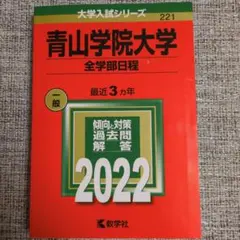 大学入試シリーズ
221
青山学院大学
全学部日程
一般
最近3ヵ年
傾向と対策
過去問
解答
2022
教学社